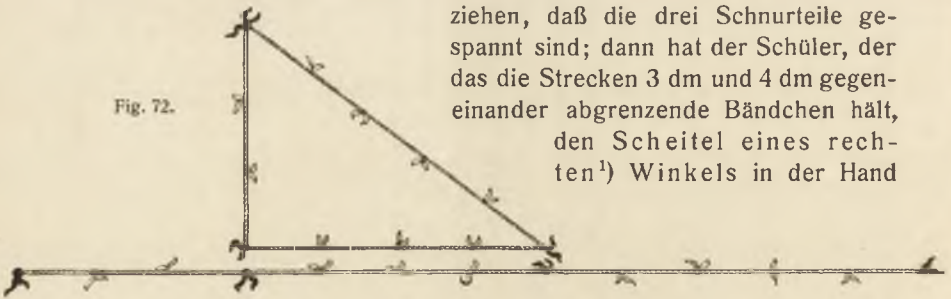 ziehen, daß die drei Schnurteile ge-
spannt sind; dann hat der Schüler, der
das die Strecken 3 dm und 4 dm gegen-
einander abgrenzende Bändchen hält,
den Scheitel eines rech-
ten¹) Winkels in der Hand
Fig. 72.